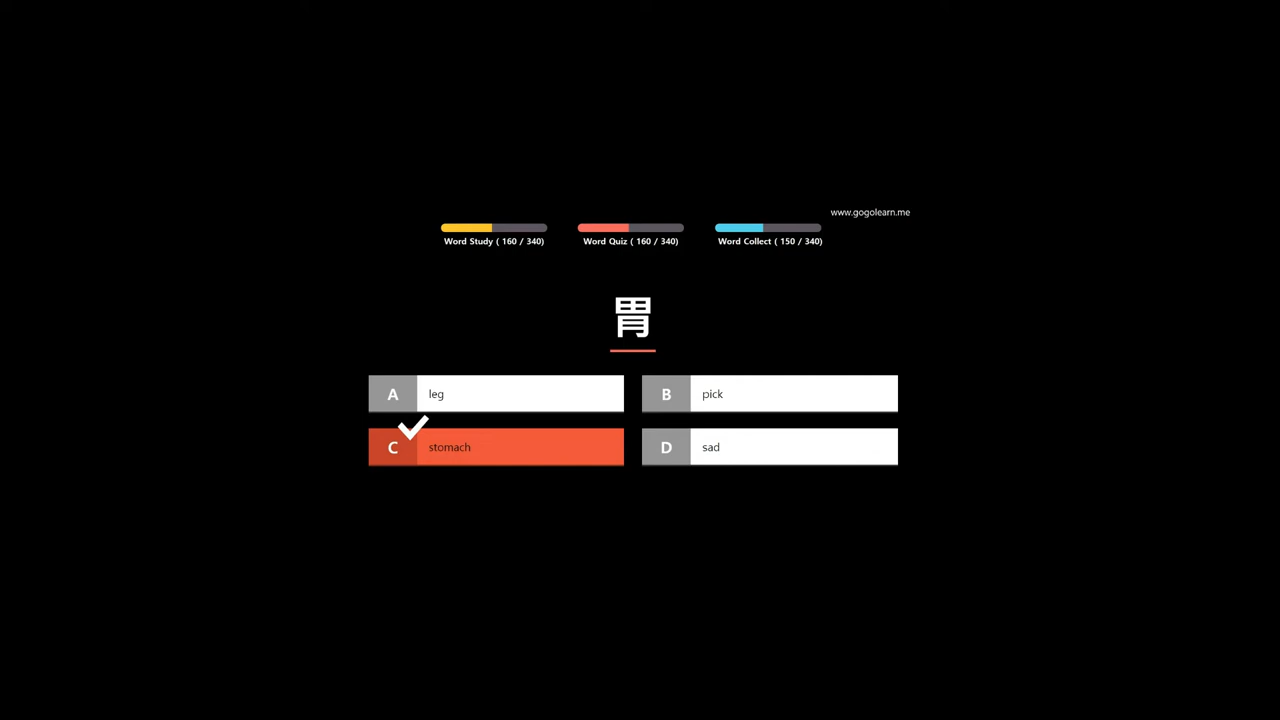 www.gogolearn.me
Word Study ( 160 / 340)
Word Quiz ( 160 / 340)
Word Collect ( 150 / 340)
胃
A leg
B pick
C stomach
D sad